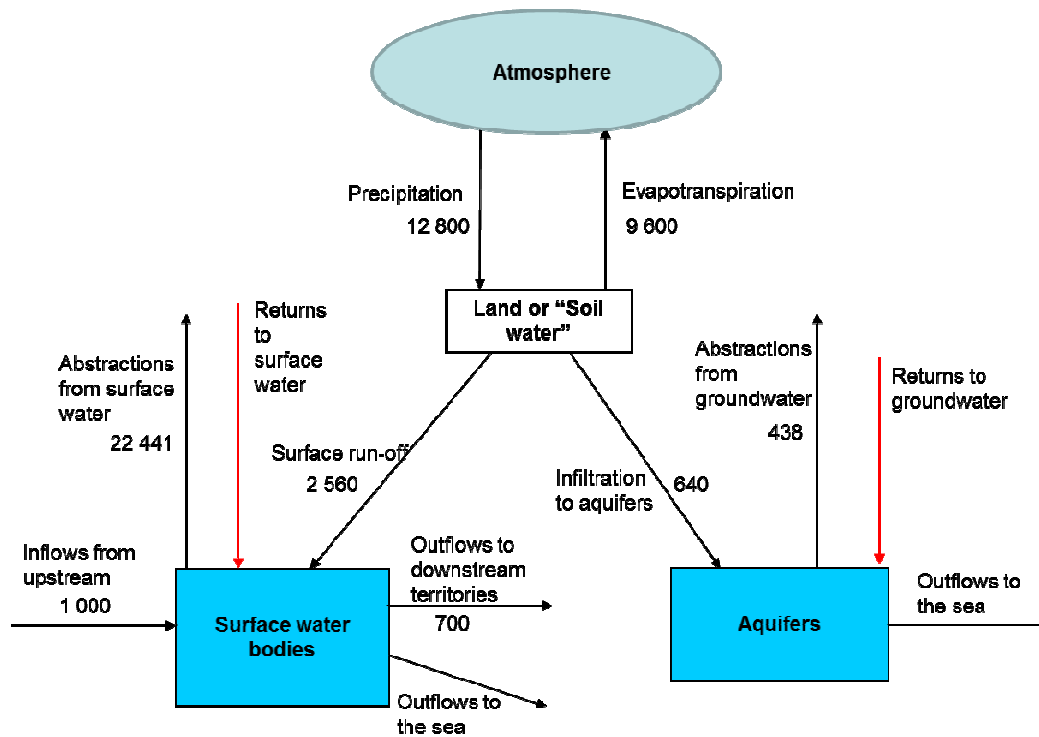 Atmosphere
Precipitation
12 800
Evapotranspiration
9 600
Land or “Soil
water”
Returns
to
surface
water
Abstractions
from surface
water
22 441
Abstractions
from
groundwater
438
Returns to
groundwater
Surface run-off
2 560
Infiltration
to aquifers
640
Inflows from
upstream
1 000
Outflows to
downstream
territories
700
Surface water
bodies
Aquifers
Outflows to
the sea
Outflows to
the sea